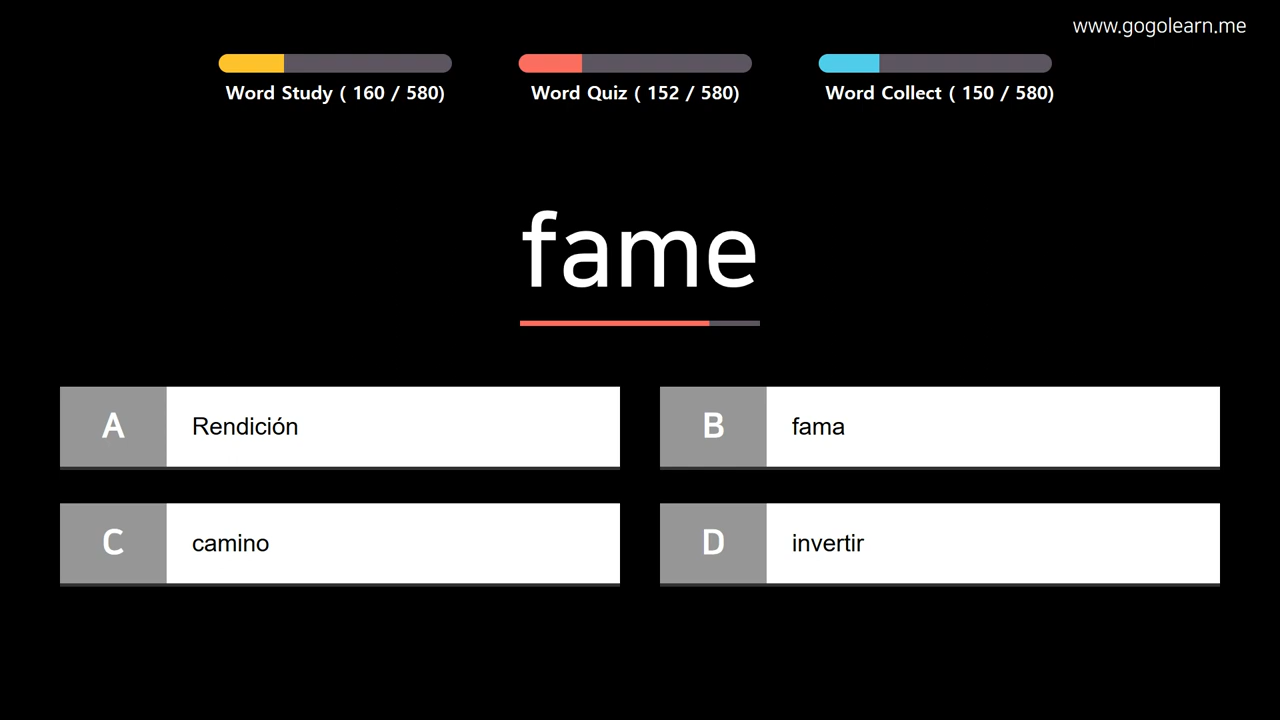 www.gogolearn.me
Word Study ( 160 / 580)
Word Quiz ( 152 / 580)
Word Collect ( 150 / 580)
fame
A Rendición
B fama
C camino
D invertir